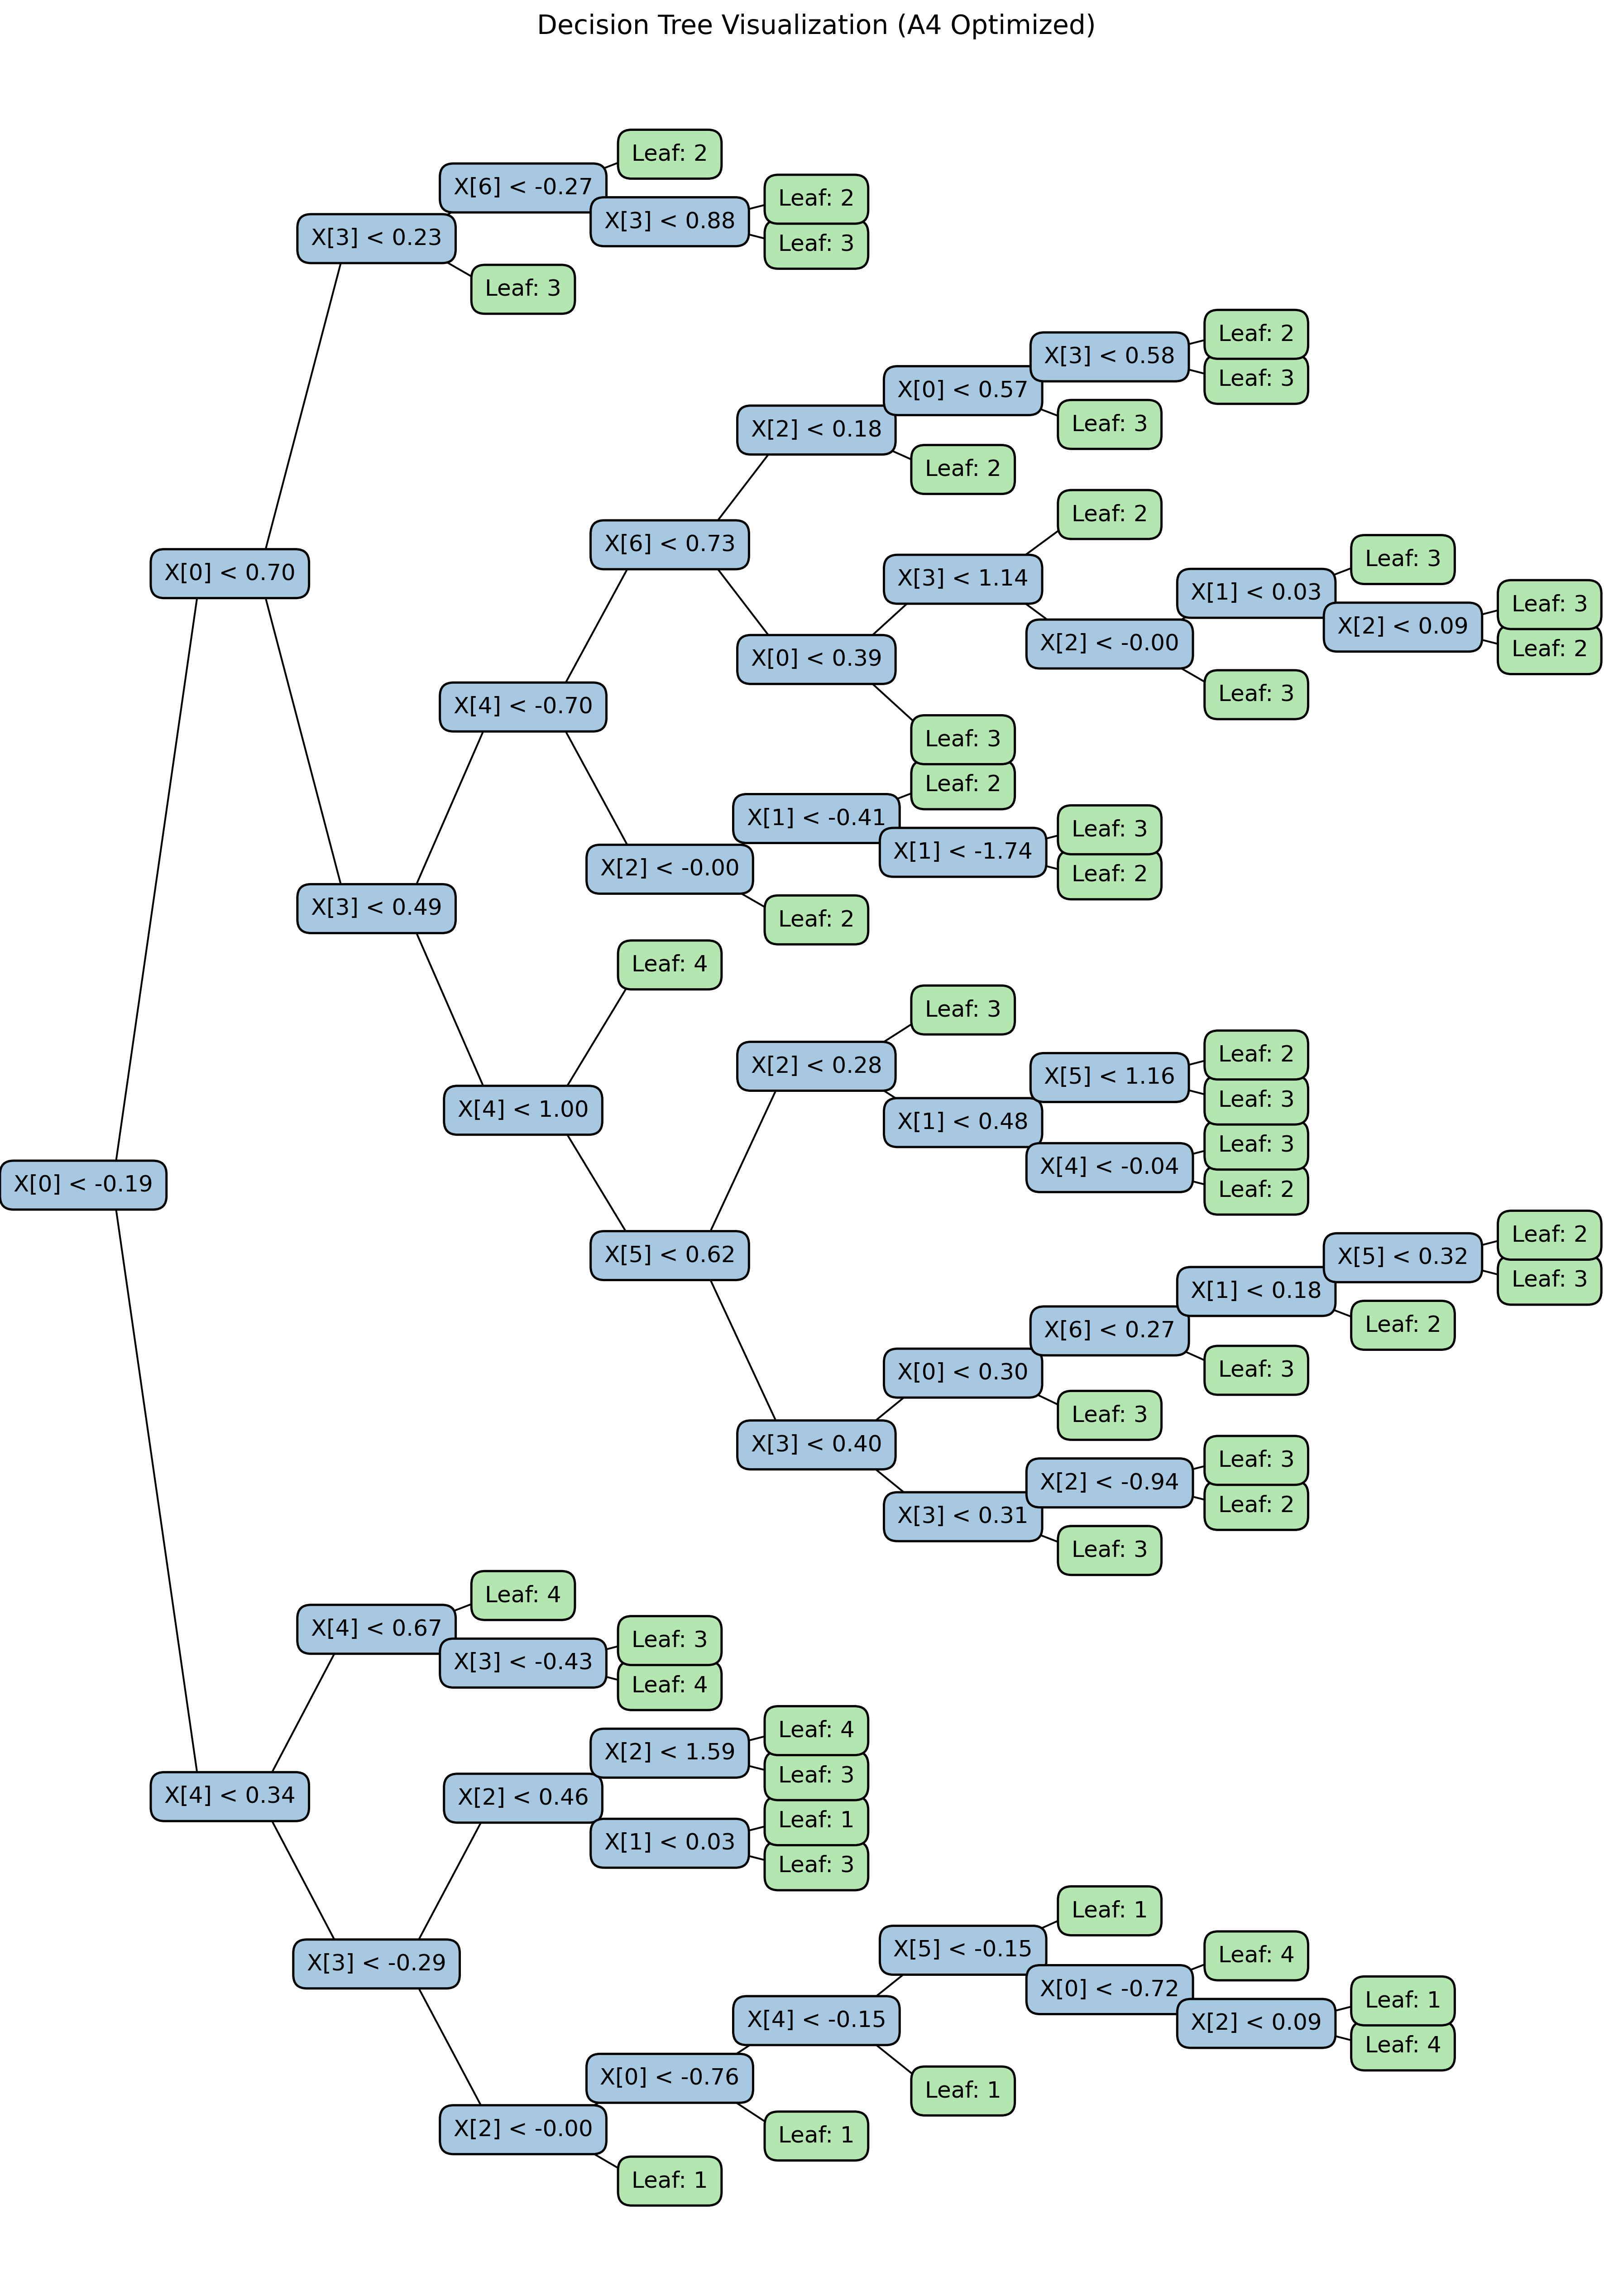 Decision Tree Visualization (A4 Optimized)
Leaf: 2
X[6] < -0.27
Leaf: 2
X[3] < 0.88
X[3] < 0.23
Leaf: 3
Leaf: 3
Leaf: 2
X[3] < 0.58
Leaf: 3
X[0] < 0.57
Leaf: 3
X[2] < 0.18
Leaf: 2
Leaf: 2
X[6] < 0.73
Leaf: 3
X[0] < 0.70
X[3] < 1.14
X[1] < 0.03
Leaf: 3
X[2] < 0.09
X[2] < -0.00
Leaf: 2
X[0] < 0.39
Leaf: 3
X[4] < -0.70
Leaf: 3
Leaf: 2
X[1] < -0.41
Leaf: 3
X[1] < -1.74
X[2] < -0.00
Leaf: 2
X[3] < 0.49
Leaf: 2
Leaf: 4
Leaf: 3
Leaf: 2
X[2] < 0.28
X[5] < 1.16
Leaf: 3
X[4] < 1.00
X[1] < 0.48
Leaf: 3
X[4] < -0.04
X[0] < -0.19
Leaf: 2
Leaf: 2
X[5] < 0.62
X[5] < 0.32
Leaf: 3
X[1] < 0.18
Leaf: 2
X[6] < 0.27
Leaf: 3
X[0] < 0.30
Leaf: 3
X[3] < 0.40
Leaf: 3
X[2] < -0.94
Leaf: 2
X[3] < 0.31
Leaf: 3
Leaf: 4
X[4] < 0.67
Leaf: 3
X[3] < -0.43
Leaf: 4
Leaf: 4
X[2] < 1.59
Leaf: 3
X[4] < 0.34
X[2] < 0.46
Leaf: 1
X[1] < 0.03
Leaf: 3
Leaf: 1
X[5] < -0.15
Leaf: 4
X[3] < -0.29
X[0] < -0.72
Leaf: 1
X[4] < -0.15
X[2] < 0.09
Leaf: 4
X[0] < -0.76
Leaf: 1
X[2] < -0.00
Leaf: 1
Leaf: 1